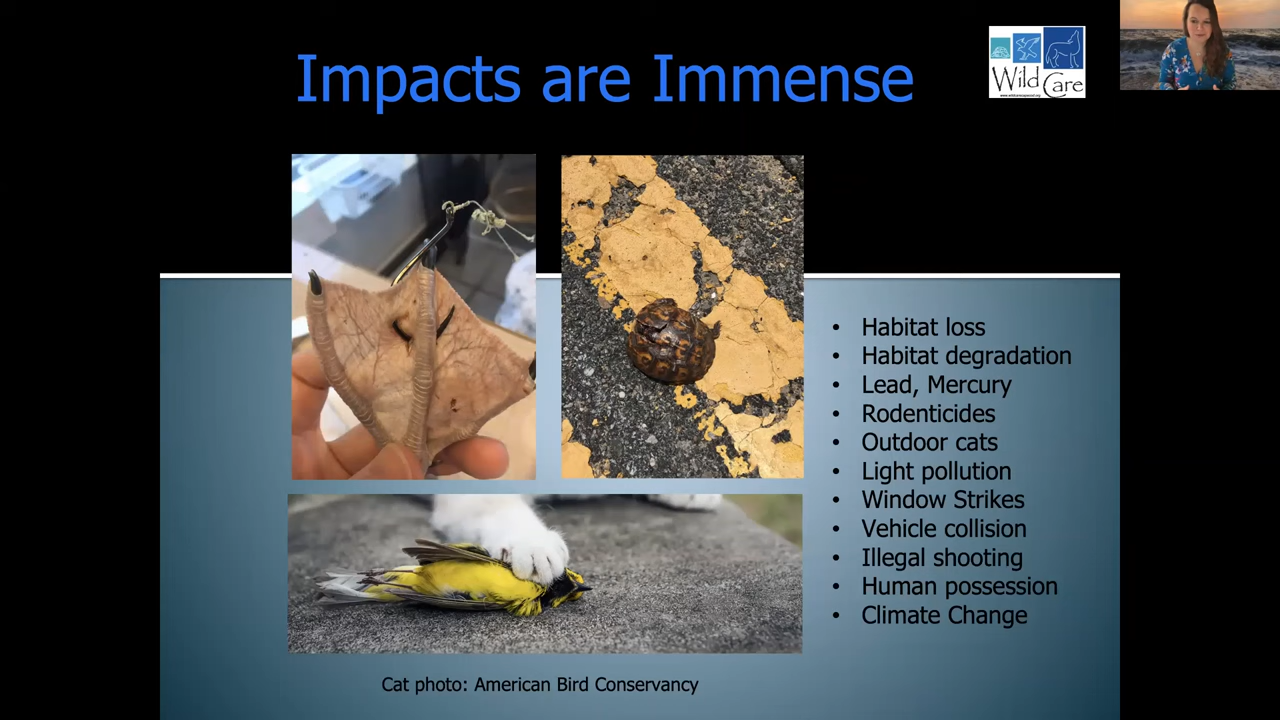 Impacts are Immense
Wild Care
• Habitat loss
• Habitat degradation
• Lead, Mercury
• Rodenticides
• Outdoor cats
• Light pollution
• Window Strikes
• Vehicle collision
• Illegal shooting
• Human possession
• Climate Change
Cat photo: American Bird Conservancy